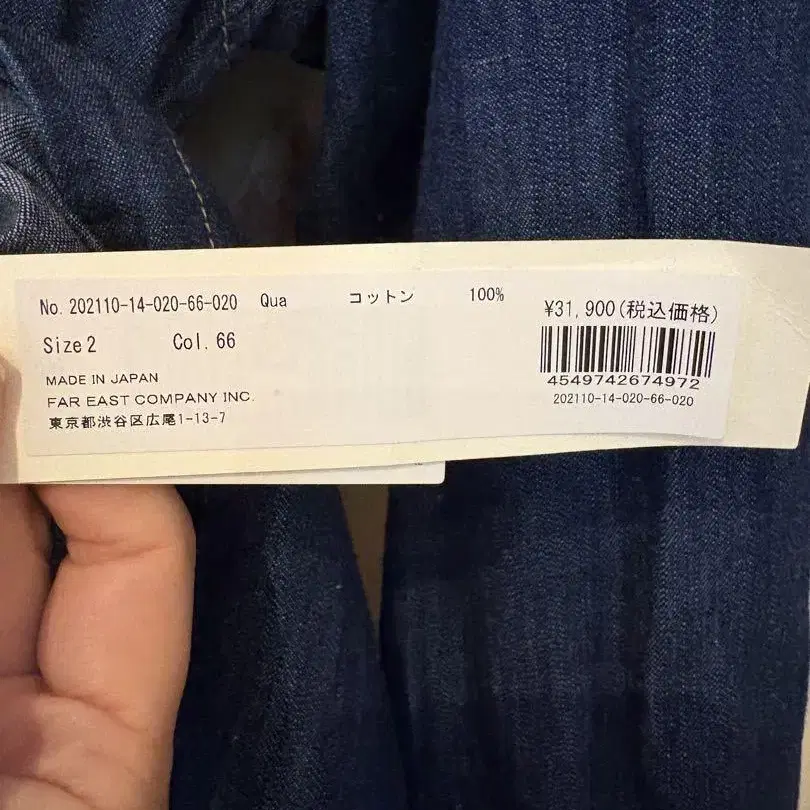 No. 202110-14-020-66-020 Qua コットン 100%
¥31,900(税込価格)
Size 2 Col. 66
MADE IN JAPAN
FAR EAST COMPANY INC.
東京都渋谷区広尾1-13-7
4549742674972
202110-14-020-66-020